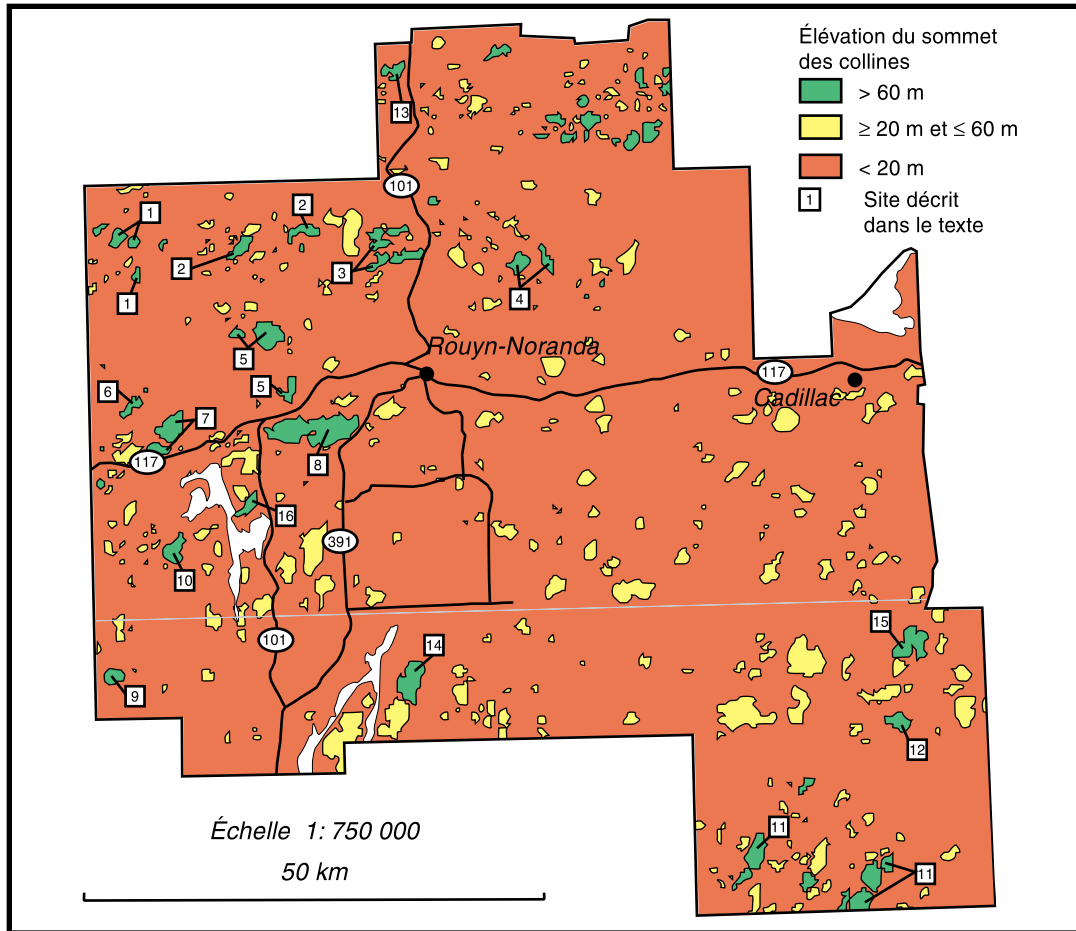 Élévation du sommet
des collines
> 60 m
≥ 20 m et ≤ 60 m
< 20 m
1 Site décrit
dans le texte
13
101
1
2
2
3
1
4
5
Rouyn-Noranda
117
Cadillac
5
6
7
117
8
16
391
10
101
15
14
9
12
11
11
Échelle 1: 750 000
50 km